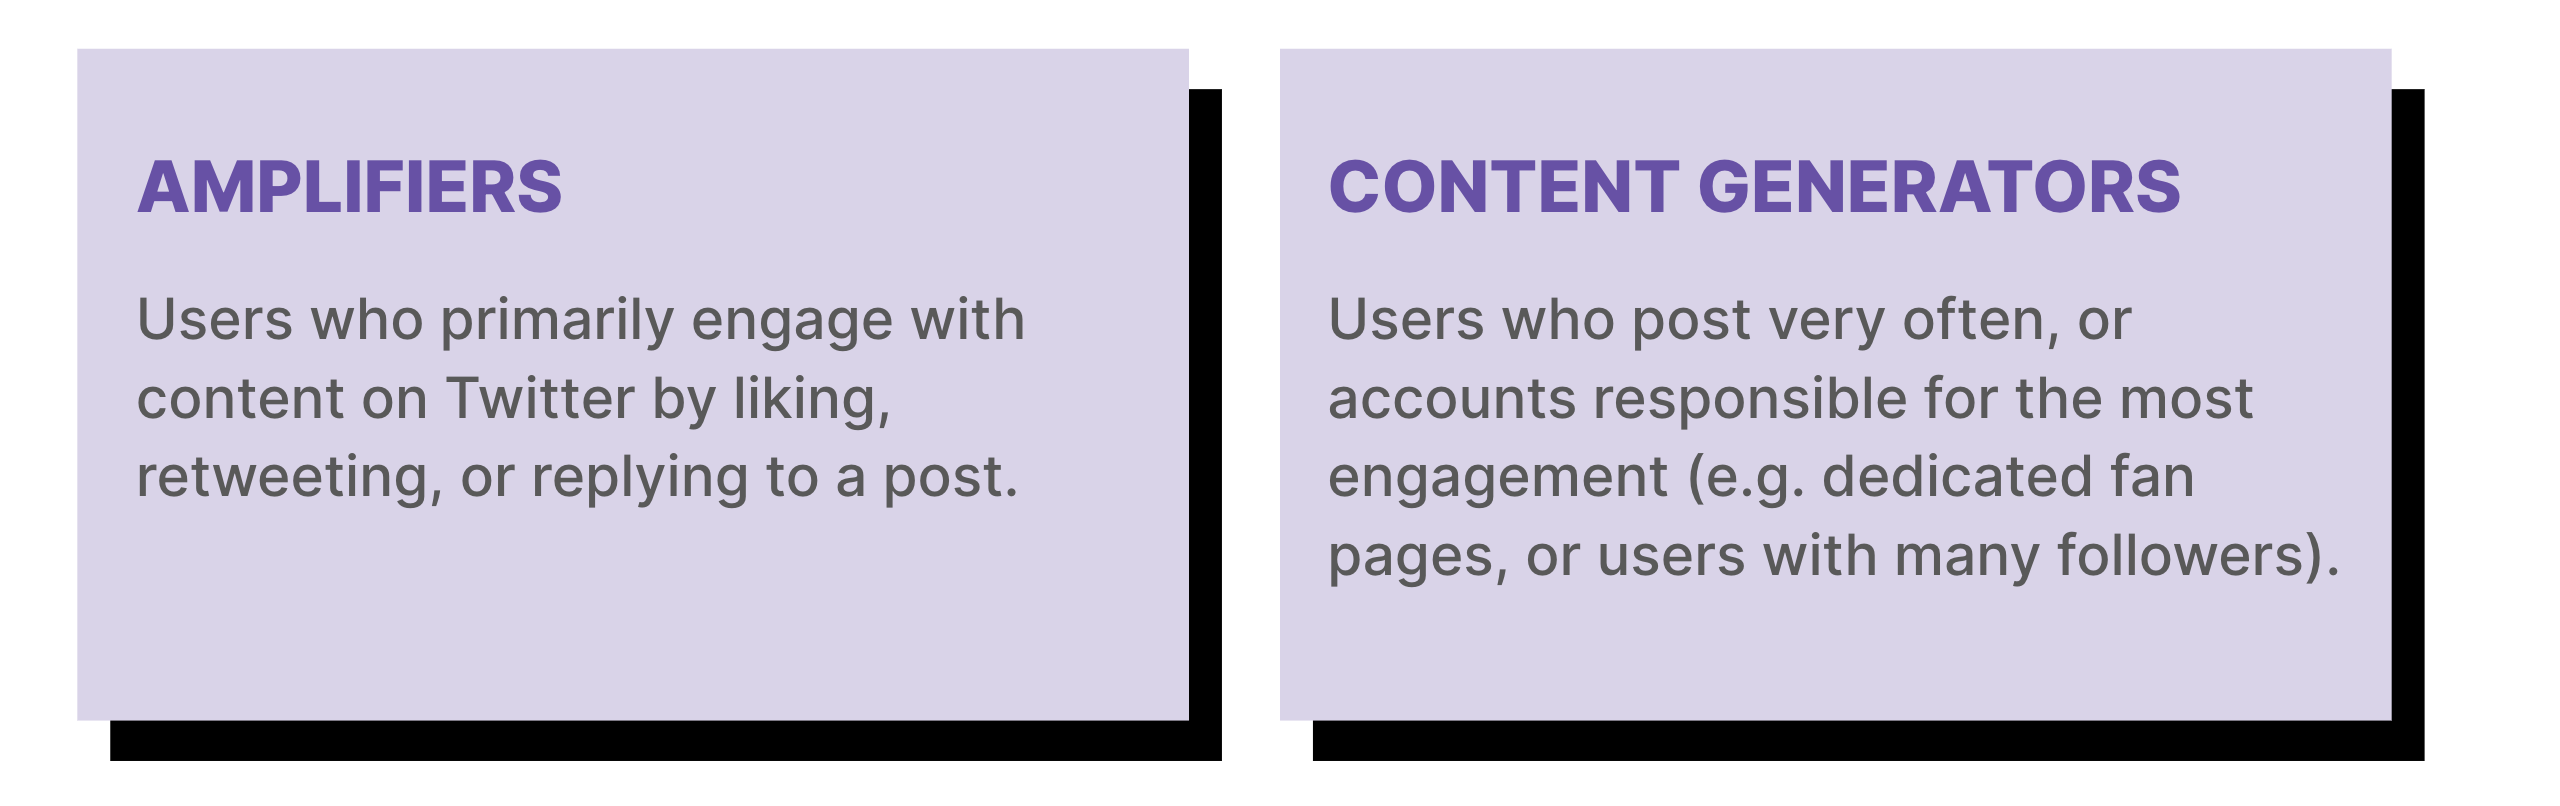 AMPLIFIERS
Users who primarily engage with
content on Twitter by liking,
retweeting, or replying to a post.
CONTENT GENERATORS
Users who post very often, or
accounts responsible for the most
engagement (e.g. dedicated fan
pages, or users with many followers).